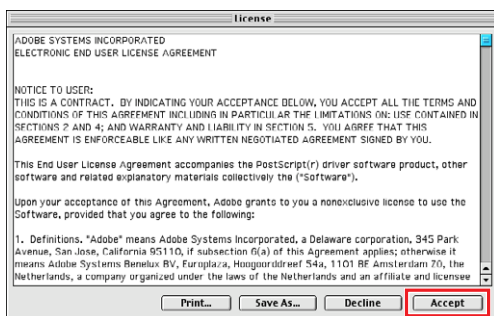 License
ADOBE SYSTEMS INCORPORATED
ELECTRONIC END USER LICENSE AGREEMENT
NOTICE TO USER:
THIS IS A CONTRACT. BY INDICATING YOUR ACCEPTANCE BELOW, YOU ACCEPT ALL THE TERMS AND
CONDITIONS OF THIS AGREEMENT INCLUDING IN PARTICULAR THE LIMITATIONS ON: USE CONTAINED IN
SECTIONS 2 AND 4; AND WARRANTY AND LIABILITY IN SECTION 5. YOU AGREE THAT THIS
AGREEMENT IS ENFORCEABLE LIKE ANY WRITTEN NEGOTIATED AGREEMENT SIGNED BY YOU.
This End User License Agreement accompanies the PostScript(r) driver software product, other
software and related explanatory materials collectively the ("Software").
Upon your acceptance of this Agreement, Adobe grants to you a nonexclusive license to use the
Software, provided that you agree to the following:
1. Definitions. "Adobe" means Adobe Systems Incorporated, a Delaware corporation, 345 Park
Avenue, San Jose, California 95110, if subsection 6(a) of this Agreement applies; otherwise it
means Adobe Systems Benelux BV, Europlaza, Hoogoorddreef 54a, 1101 BE Amsterdam ZO, the
Netherlands, a company organized under the laws of the Netherlands and an affiliate and licensee
Print... Save As... Decline Accept